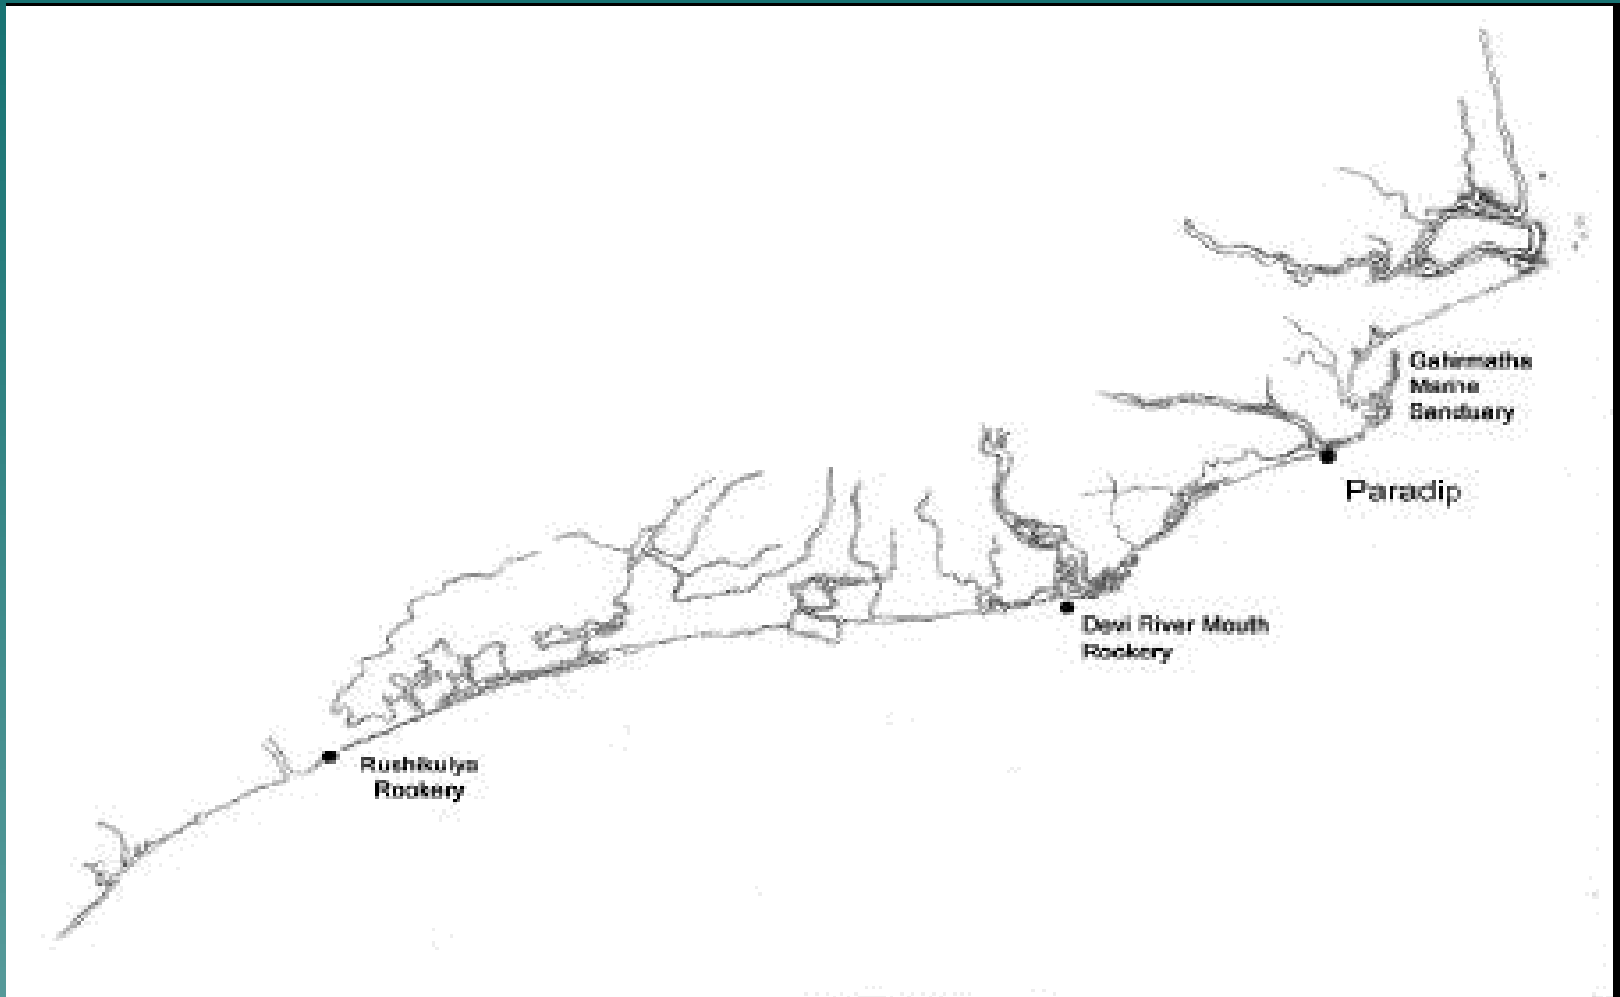 Gahirmatha
Marine
Sanctuary
Paradip
Devi River Mouth
Rookery
Rushikulya
Rookery